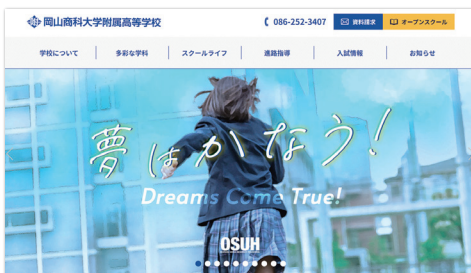 岡山商科大学附属高等学校
086-252-3407
資料請求
オープンスクール
学校について
多彩な学科
スクールライフ
進路指導
入試情報
お知らせ
夢はかなう!
Dreams Come True!
OSUH